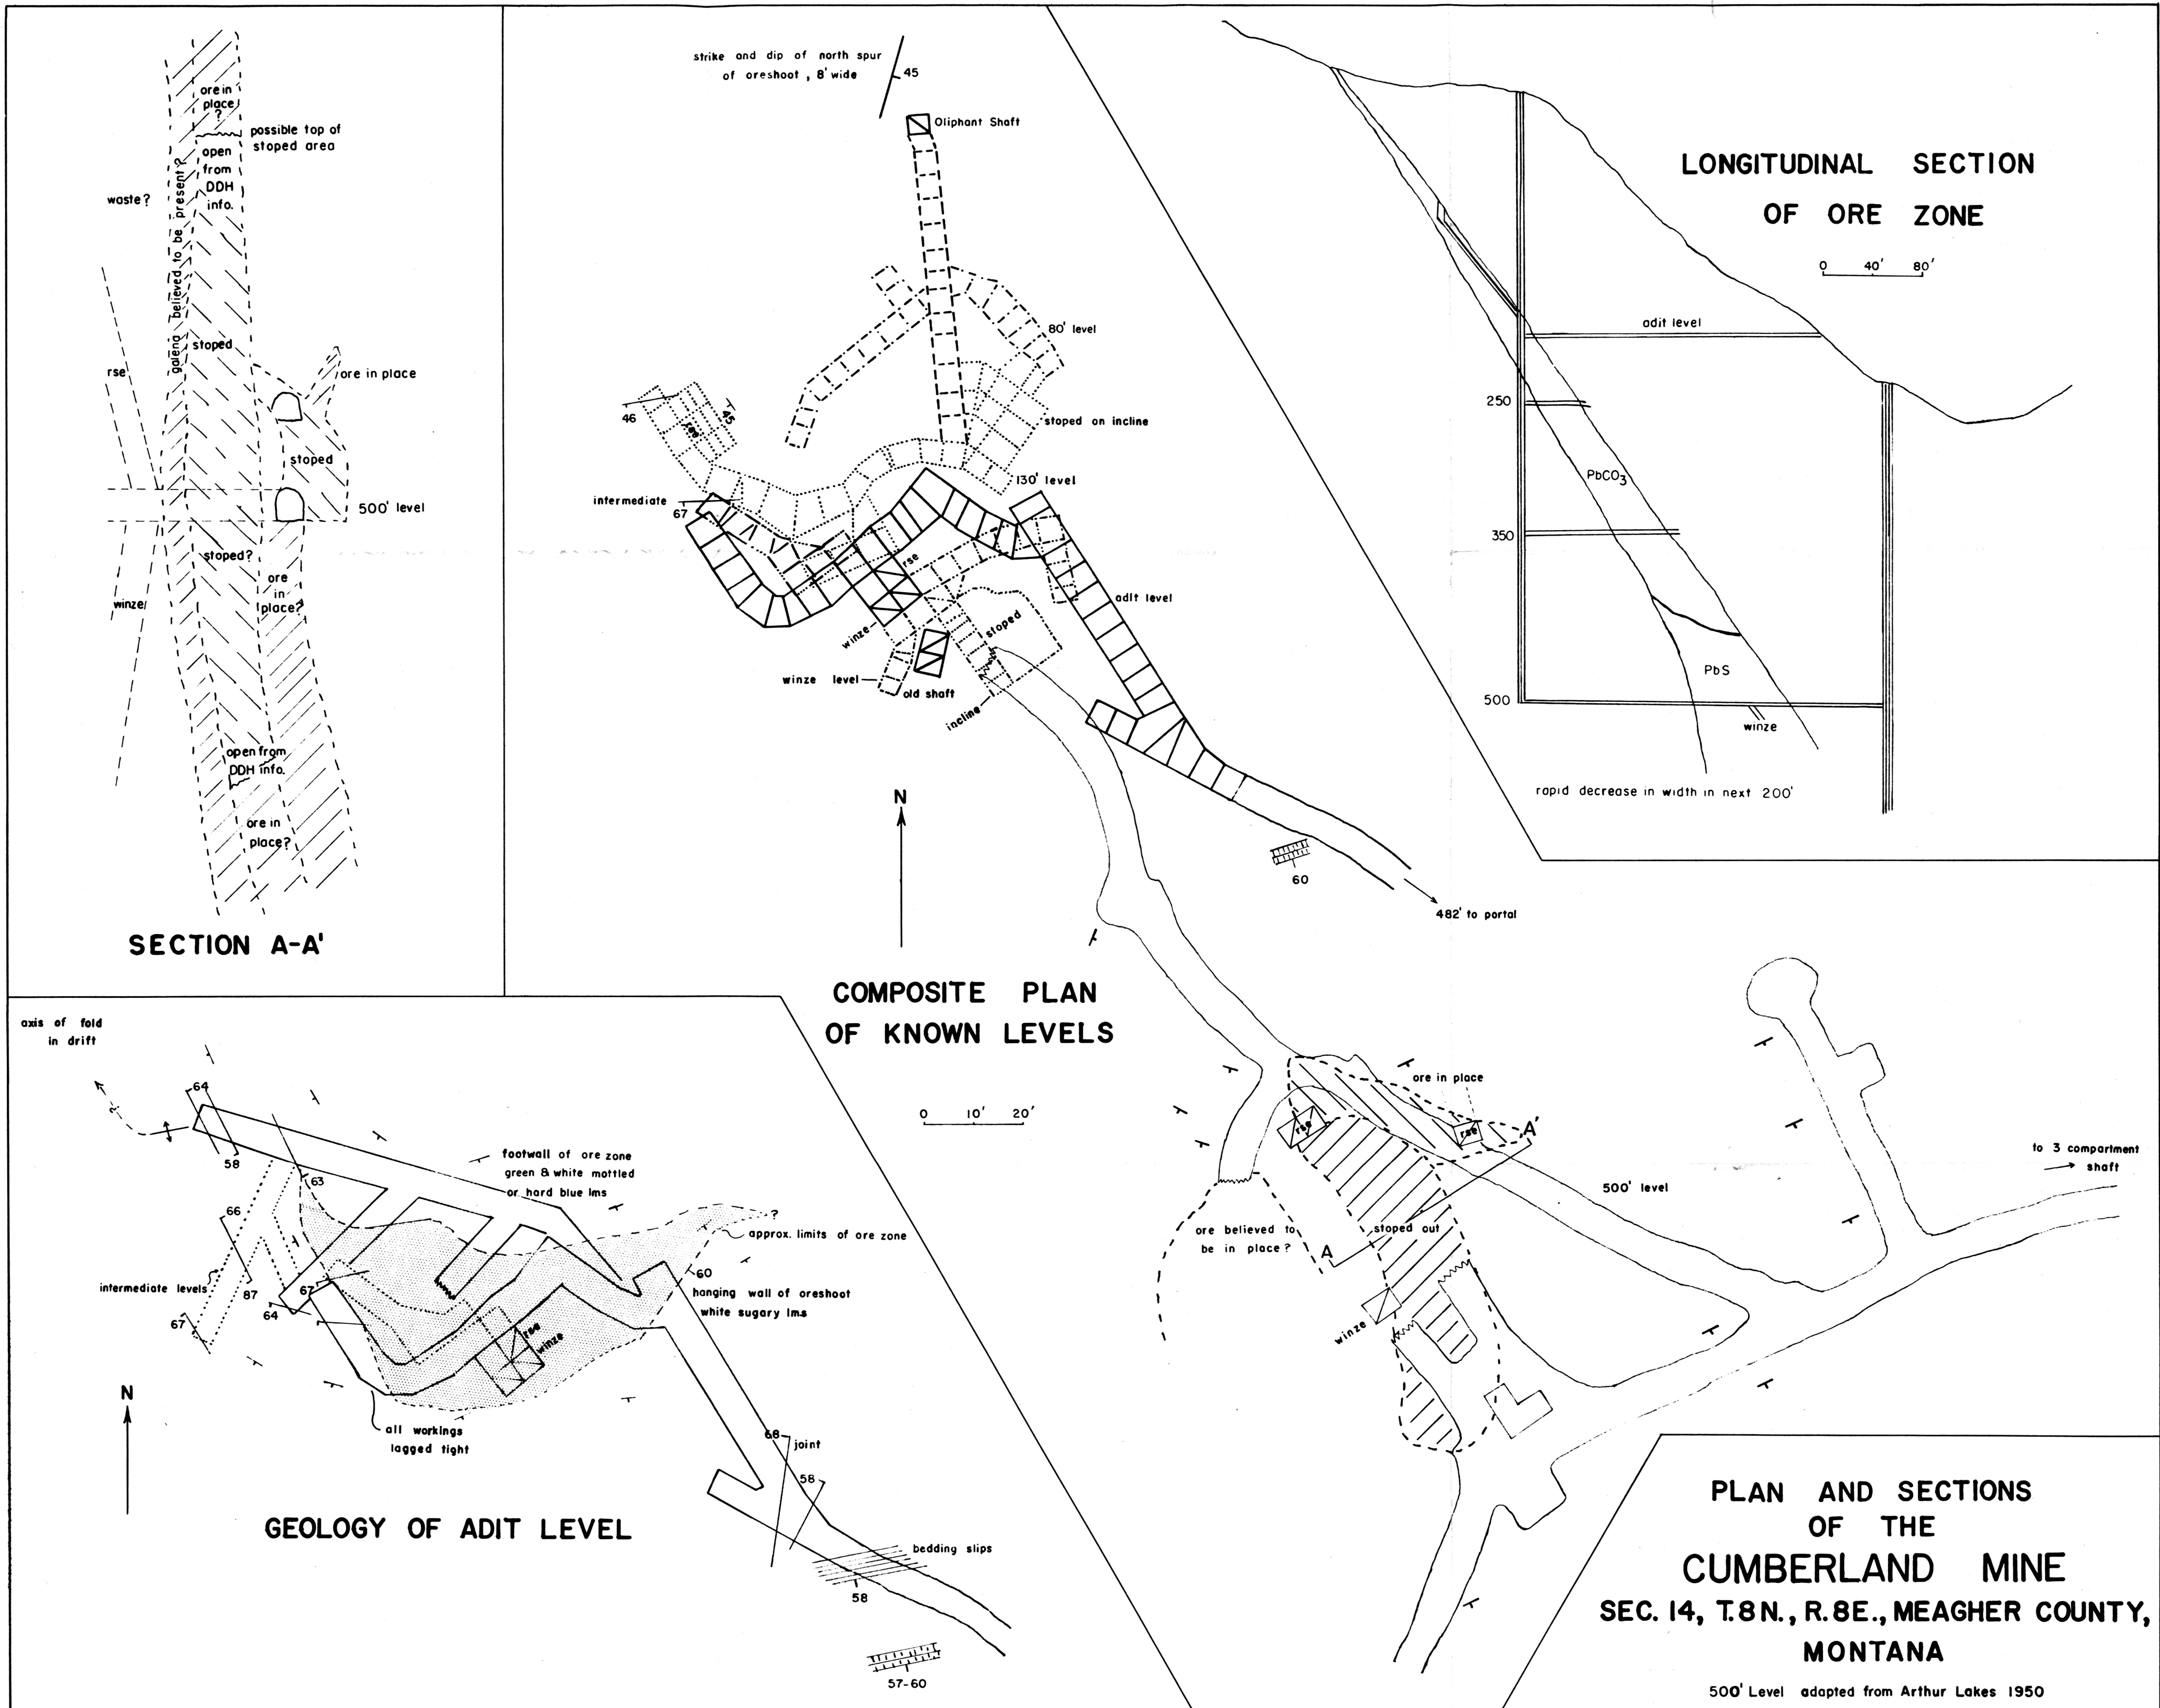 ore in
place
?
possible top of
stoped area
open
from
DDH
info.
waste?
galena believed to be present?
stoped
rse
ore in place
stoped
500' level
stoped?
ore
in
place?
winze
open from
DDH info.
ore in
place?
SECTION A-A'
strike and dip of north spur
of oreshoot, 8' wide
45
Oliphant Shaft
80' level
46
45
rse
stoped on incline
130' level
intermediate
67
rse
adit level
winze
stoped
winze level
old shaft
incline
N
60
482' to portal
COMPOSITE PLAN
OF KNOWN LEVELS
0 10' 20'
ore in place
rse
rse
A'
to 3 compartment
shaft
500' level
ore believed to
be in place?
stoped out
A
winze
LONGITUDINAL SECTION
OF ORE ZONE
0 40' 80'
adit level
250
PbCO3
350
PbS
500
winze
rapid decrease in width in next 200'
axis of fold
in drift
?
64
58
footwall of ore zone
green & white mottled
or hard blue lms
63
66
?
approx. limits of ore zone
intermediate levels
87
67
64
67
60
hanging wall of oreshoot
white sugary lms
rse
winze
N
all workings
lagged tight
68
joint
58
GEOLOGY OF ADIT LEVEL
bedding slips
58
57-60
PLAN AND SECTIONS
OF THE
CUMBERLAND MINE
SEC. 14, T.8N., R.8E., MEAGHER COUNTY,
MONTANA
500' Level adapted from Arthur Lakes 1950